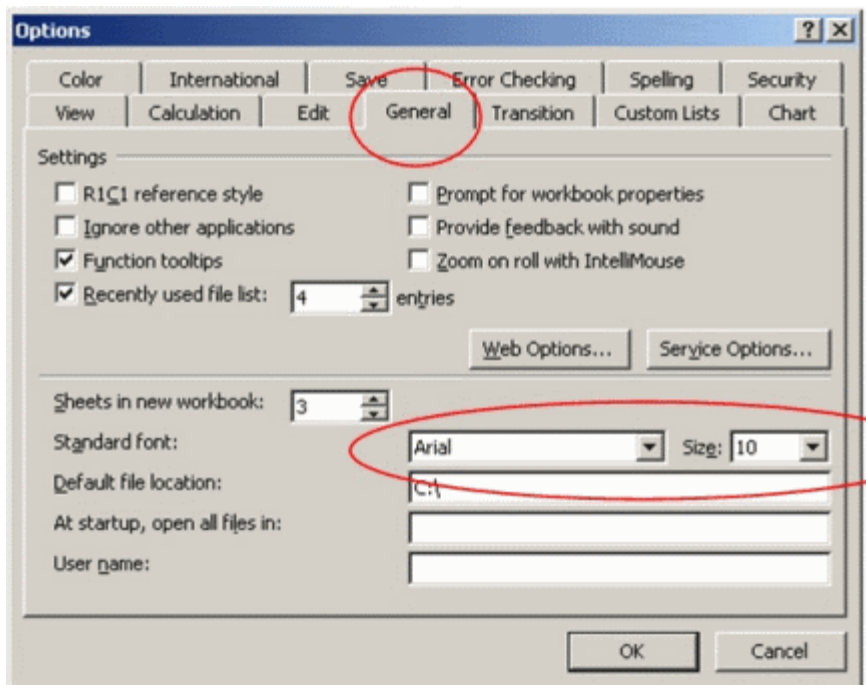 Options
Color International Save Error Checking Spelling Security
View Calculation Edit General Transition Custom Lists Chart
Settings
R1C1 reference style Prompt for workbook properties
Ignore other applications Provide feedback with sound
Function tooltips Zoom on roll with IntelliMouse
Recently used file list: 4 entries
Web Options... Service Options...
Sheets in new workbook: 3
Standard font: Arial Size: 10
Default file location: C:\
At startup, open all files in:
User name:
OK Cancel